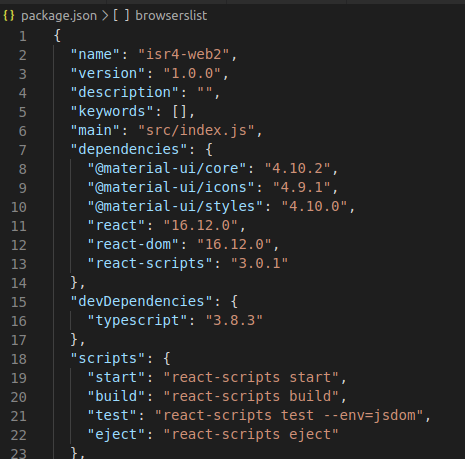 {} package.json > [ ] browserslist
1 {
2 "name": "isr4-web2",
3 "version": "1.0.0",
4 "description": "",
5 "keywords": [],
6 "main": "src/index.js",
7 "dependencies": {
8 "@material-ui/core": "4.10.2",
9 "@material-ui/icons": "4.9.1",
10 "@material-ui/styles": "4.10.0",
11 "react": "16.12.0",
12 "react-dom": "16.12.0",
13 "react-scripts": "3.0.1"
14 },
15 "devDependencies": {
16 "typescript": "3.8.3"
17 },
18 "scripts": {
19 "start": "react-scripts start",
20 "build": "react-scripts build",
21 "test": "react-scripts test --env=jsdom",
22 "eject": "react-scripts eject"
23 },